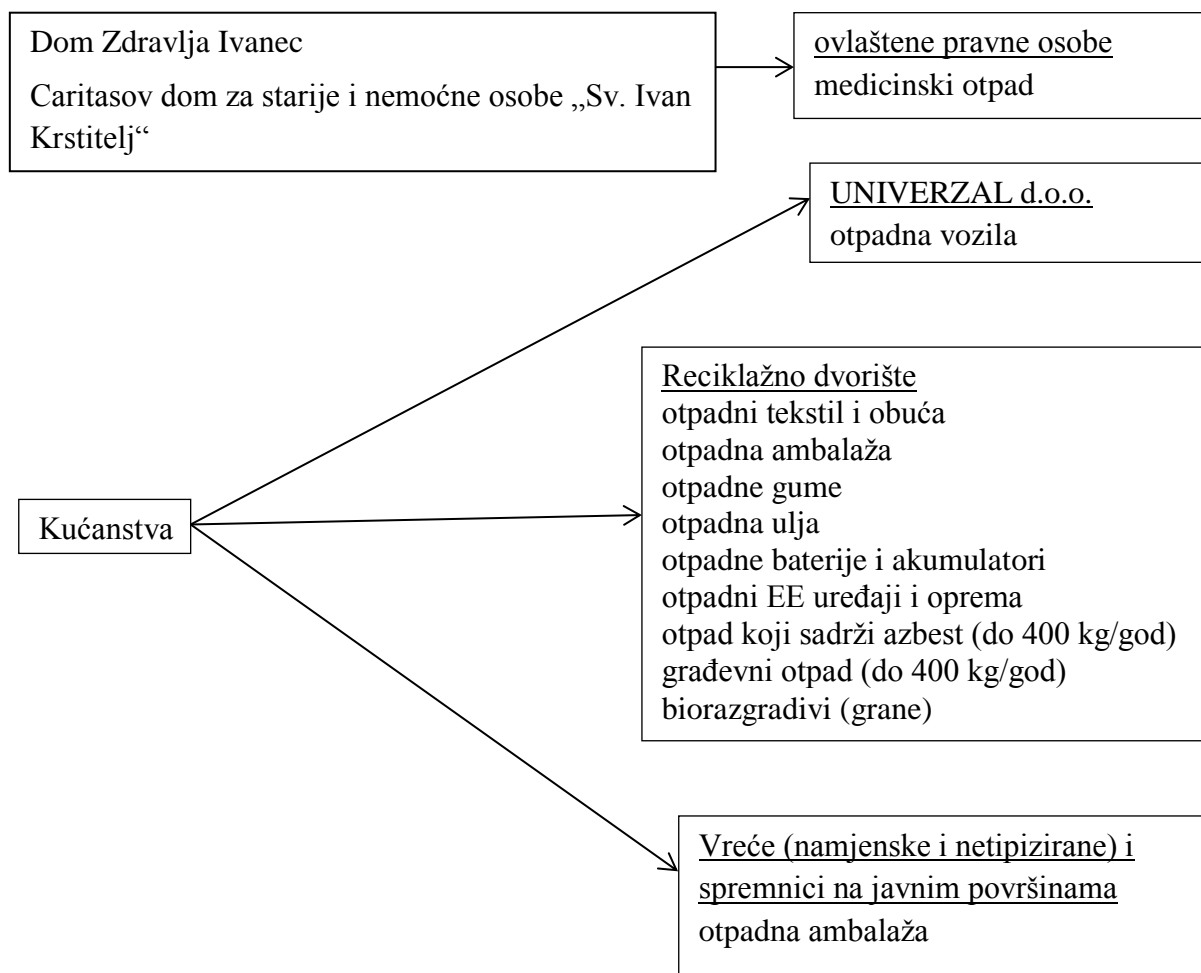 Dom Zdravlja Ivanec
Caritasov dom za starije i nemoćne osobe „Sv. Ivan
Krstitelj“
ovlaštene pravne osobe
medicinski otpad
UNIVERZAL d.o.o.
otpadna vozila
Kućanstva
Reciklažno dvorište
otpadni tekstil i obuća
otpadna ambalaža
otpadne gume
otpadna ulja
otpadne baterije i akumulatori
otpadni EE uređaji i oprema
otpad koji sadrži azbest (do 400 kg/god)
građevni otpad (do 400 kg/god)
biorazgradivi (grane)
Vreće (namjenske i netipizirane) i
spremnici na javnim površinama
otpadna ambalaža